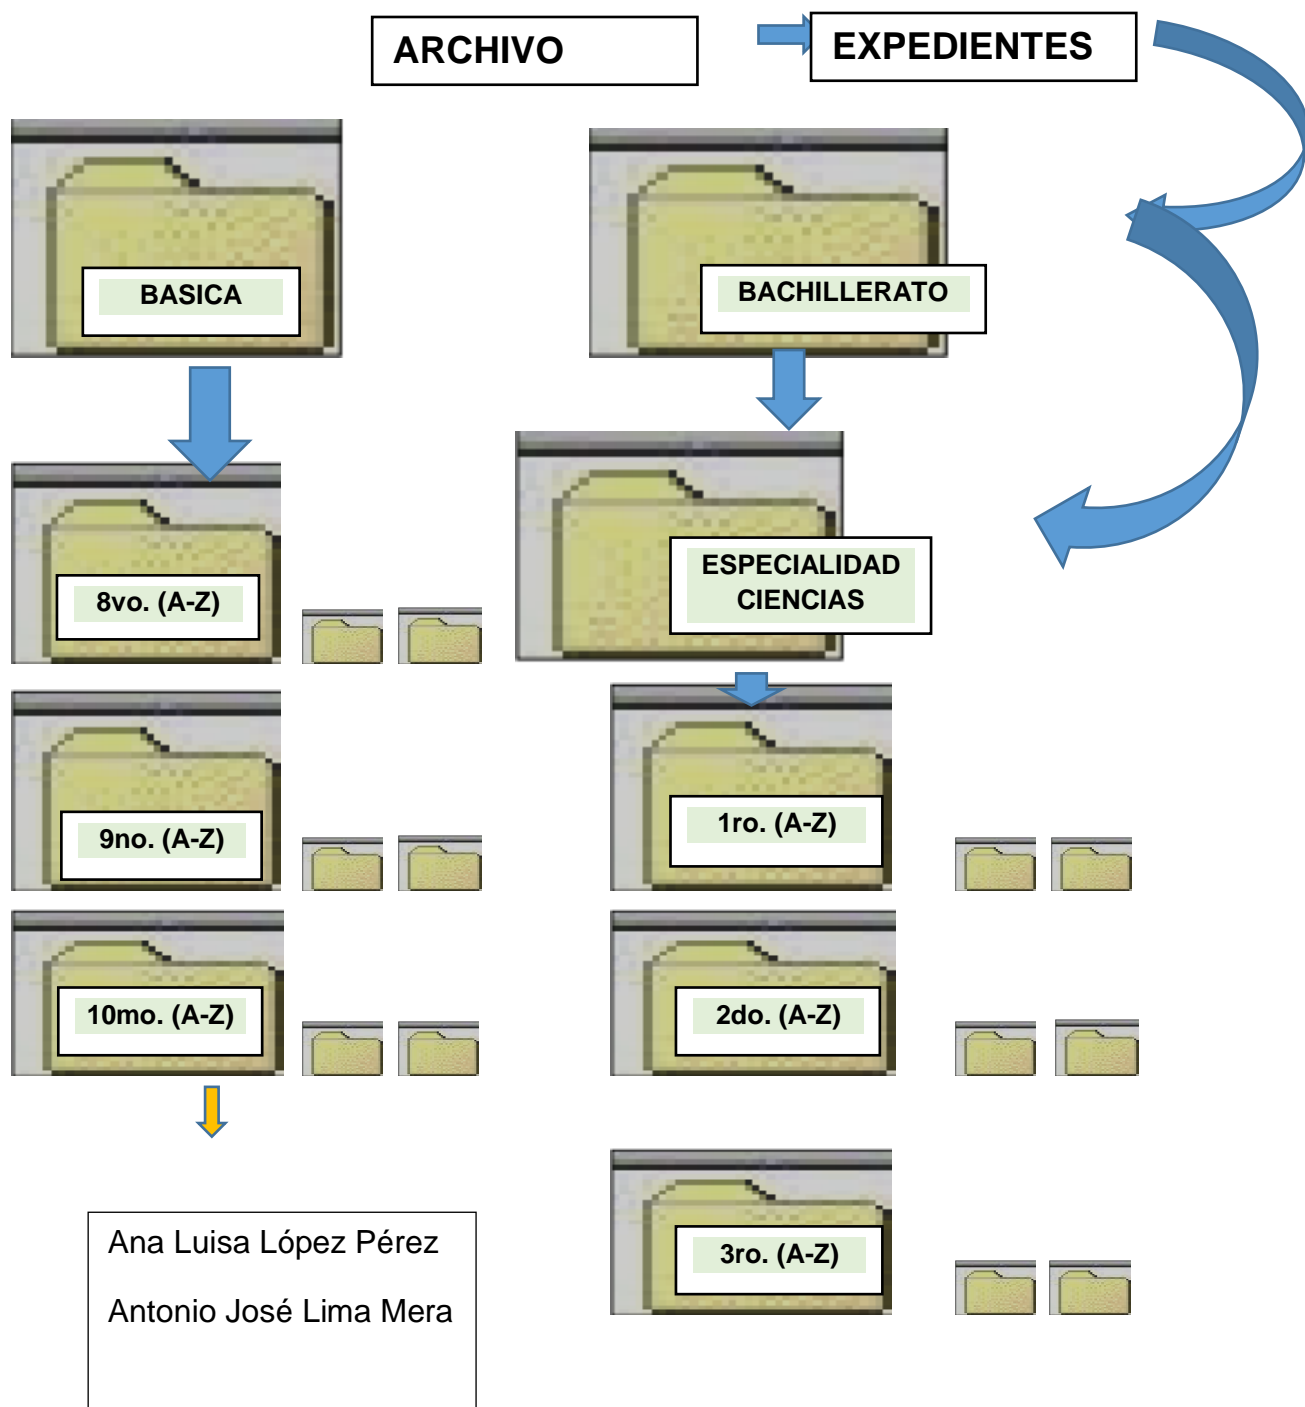 ARCHIVO
EXPEDIENTES
BASICA
BACHILLERATO
8vo. (A-Z)
ESPECIALIDAD
CIENCIAS
9no. (A-Z)
1ro. (A-Z)
10mo. (A-Z)
2do. (A-Z)
3ro. (A-Z)
Ana Luisa López Pérez
Antonio José Lima Mera